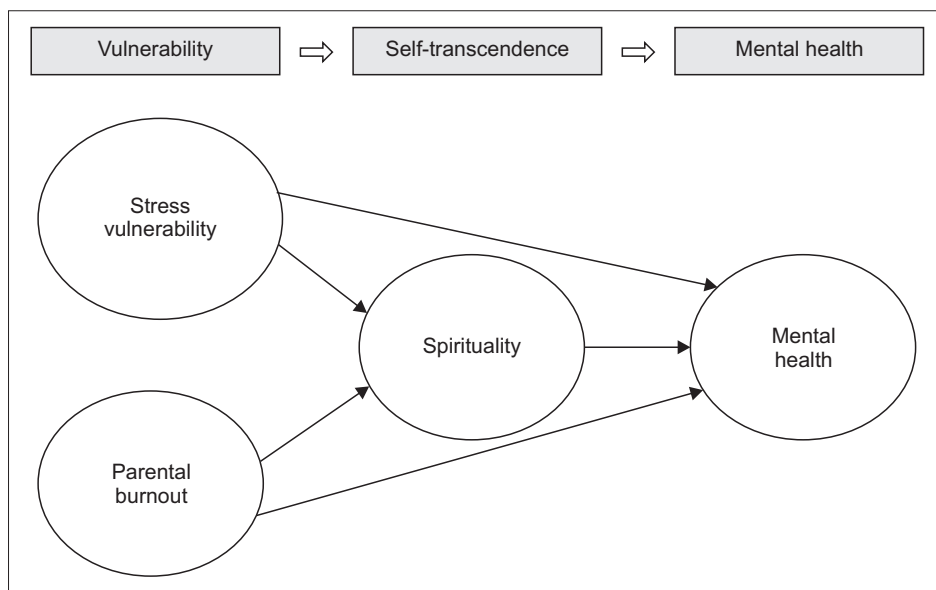 Vulnerability
Self-transcendence
Mental health
Stress
vulnerability
Spirituality
Mental
health
Parental
burnout